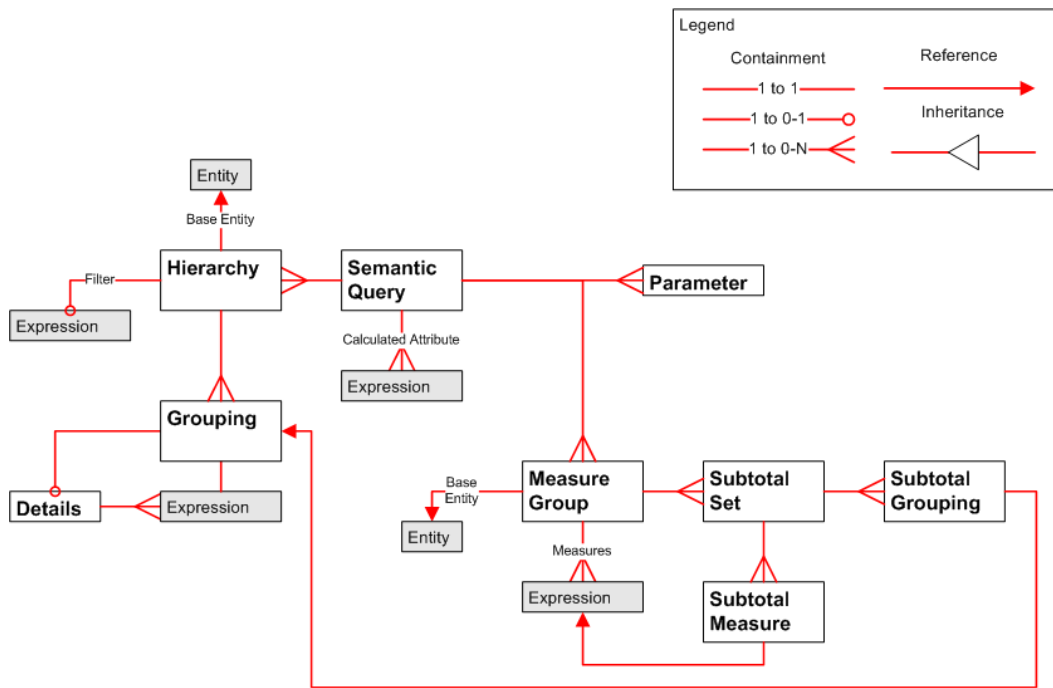 Legend
Containment
Reference
1 to 1
1 to 0-1
Inheritance
1 to 0-N
Entity
Base Entity
Hierarchy
Semantic
Query
Parameter
Filter
Expression
Calculated Attribute
Expression
Grouping
Details
Expression
Base
Entity
Entity
Measure
Group
Subtotal
Set
Subtotal
Grouping
Measures
Expression
Subtotal
Measure